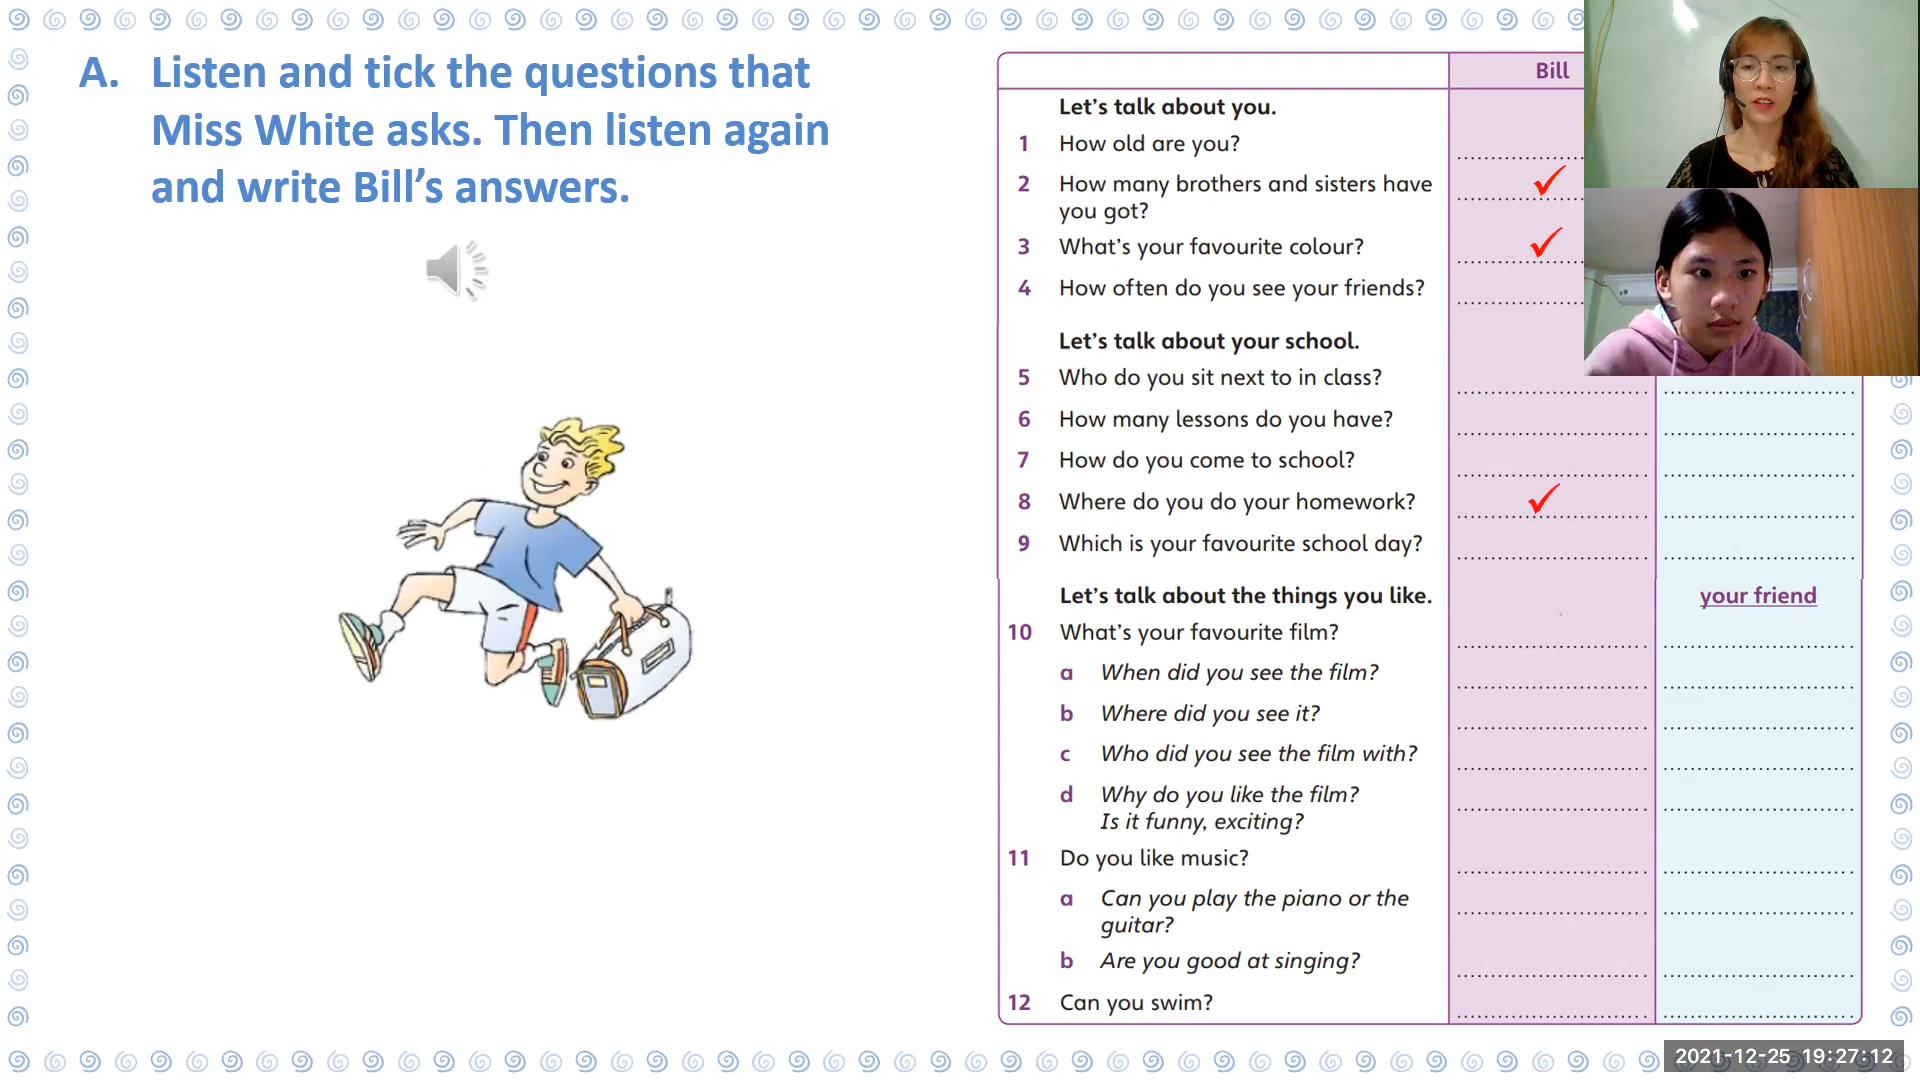 A. Listen and tick the questions that
Miss White asks. Then listen again
and write Bill’s answers.
Bill
Let’s talk about you.
1 How old are you?
2 How many brothers and sisters have
you got?
3 What’s your favourite colour?
4 How often do you see your friends?
Let’s talk about your school.
5 Who do you sit next to in class?
6 How many lessons do you have?
7 How do you come to school?
8 Where do you do your homework?
9 Which is your favourite school day?
Let’s talk about the things you like.
your friend
10 What’s your favourite film?
a When did you see the film?
b Where did you see it?
c Who did you see the film with?
d Why do you like the film?
Is it funny, exciting?
11 Do you like music?
a Can you play the piano or the
guitar?
b Are you good at singing?
12 Can you swim?
2021-12-25 19:27:12